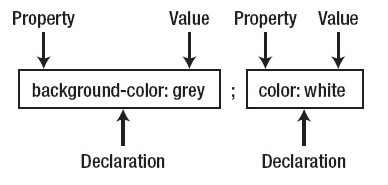 Property Value Property Value
background-color: grey ; color: white
Declaration Declaration